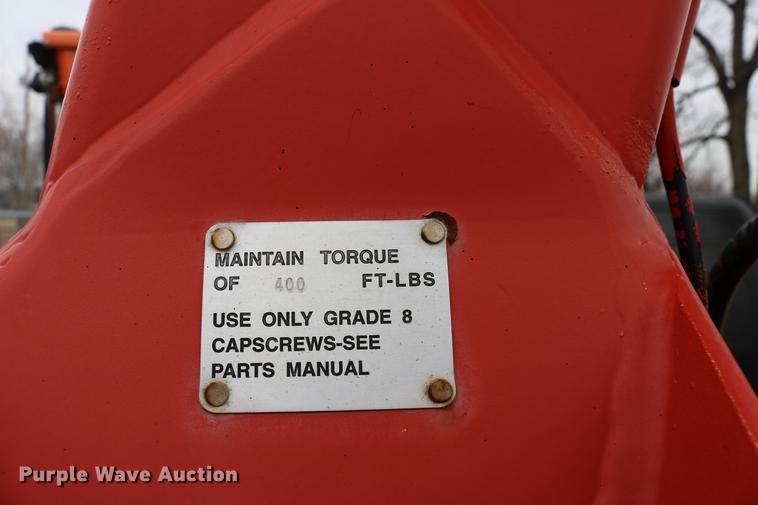 MAINTAIN TORQUE
OF 400 FT-LBS
USE ONLY GRADE 8
CAPSCREWS-SEE
PARTS MANUAL
Purple Wave Auction